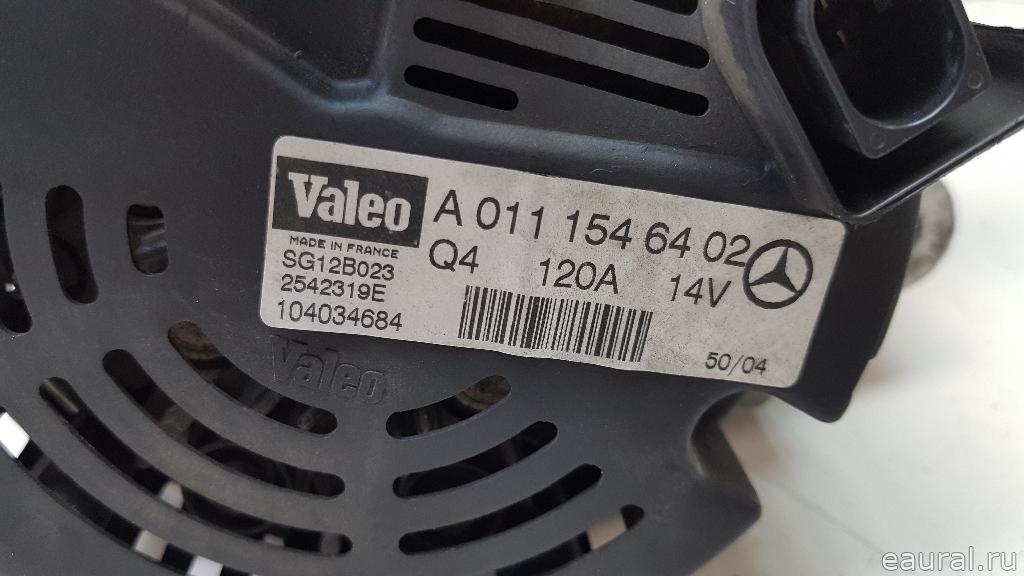 Valeo
A 011 154 64 02
MADE IN FRANCE
SG12B023
2542319E
104034684
Q4 120A 14V
50/04
Valeo
eaural.ru